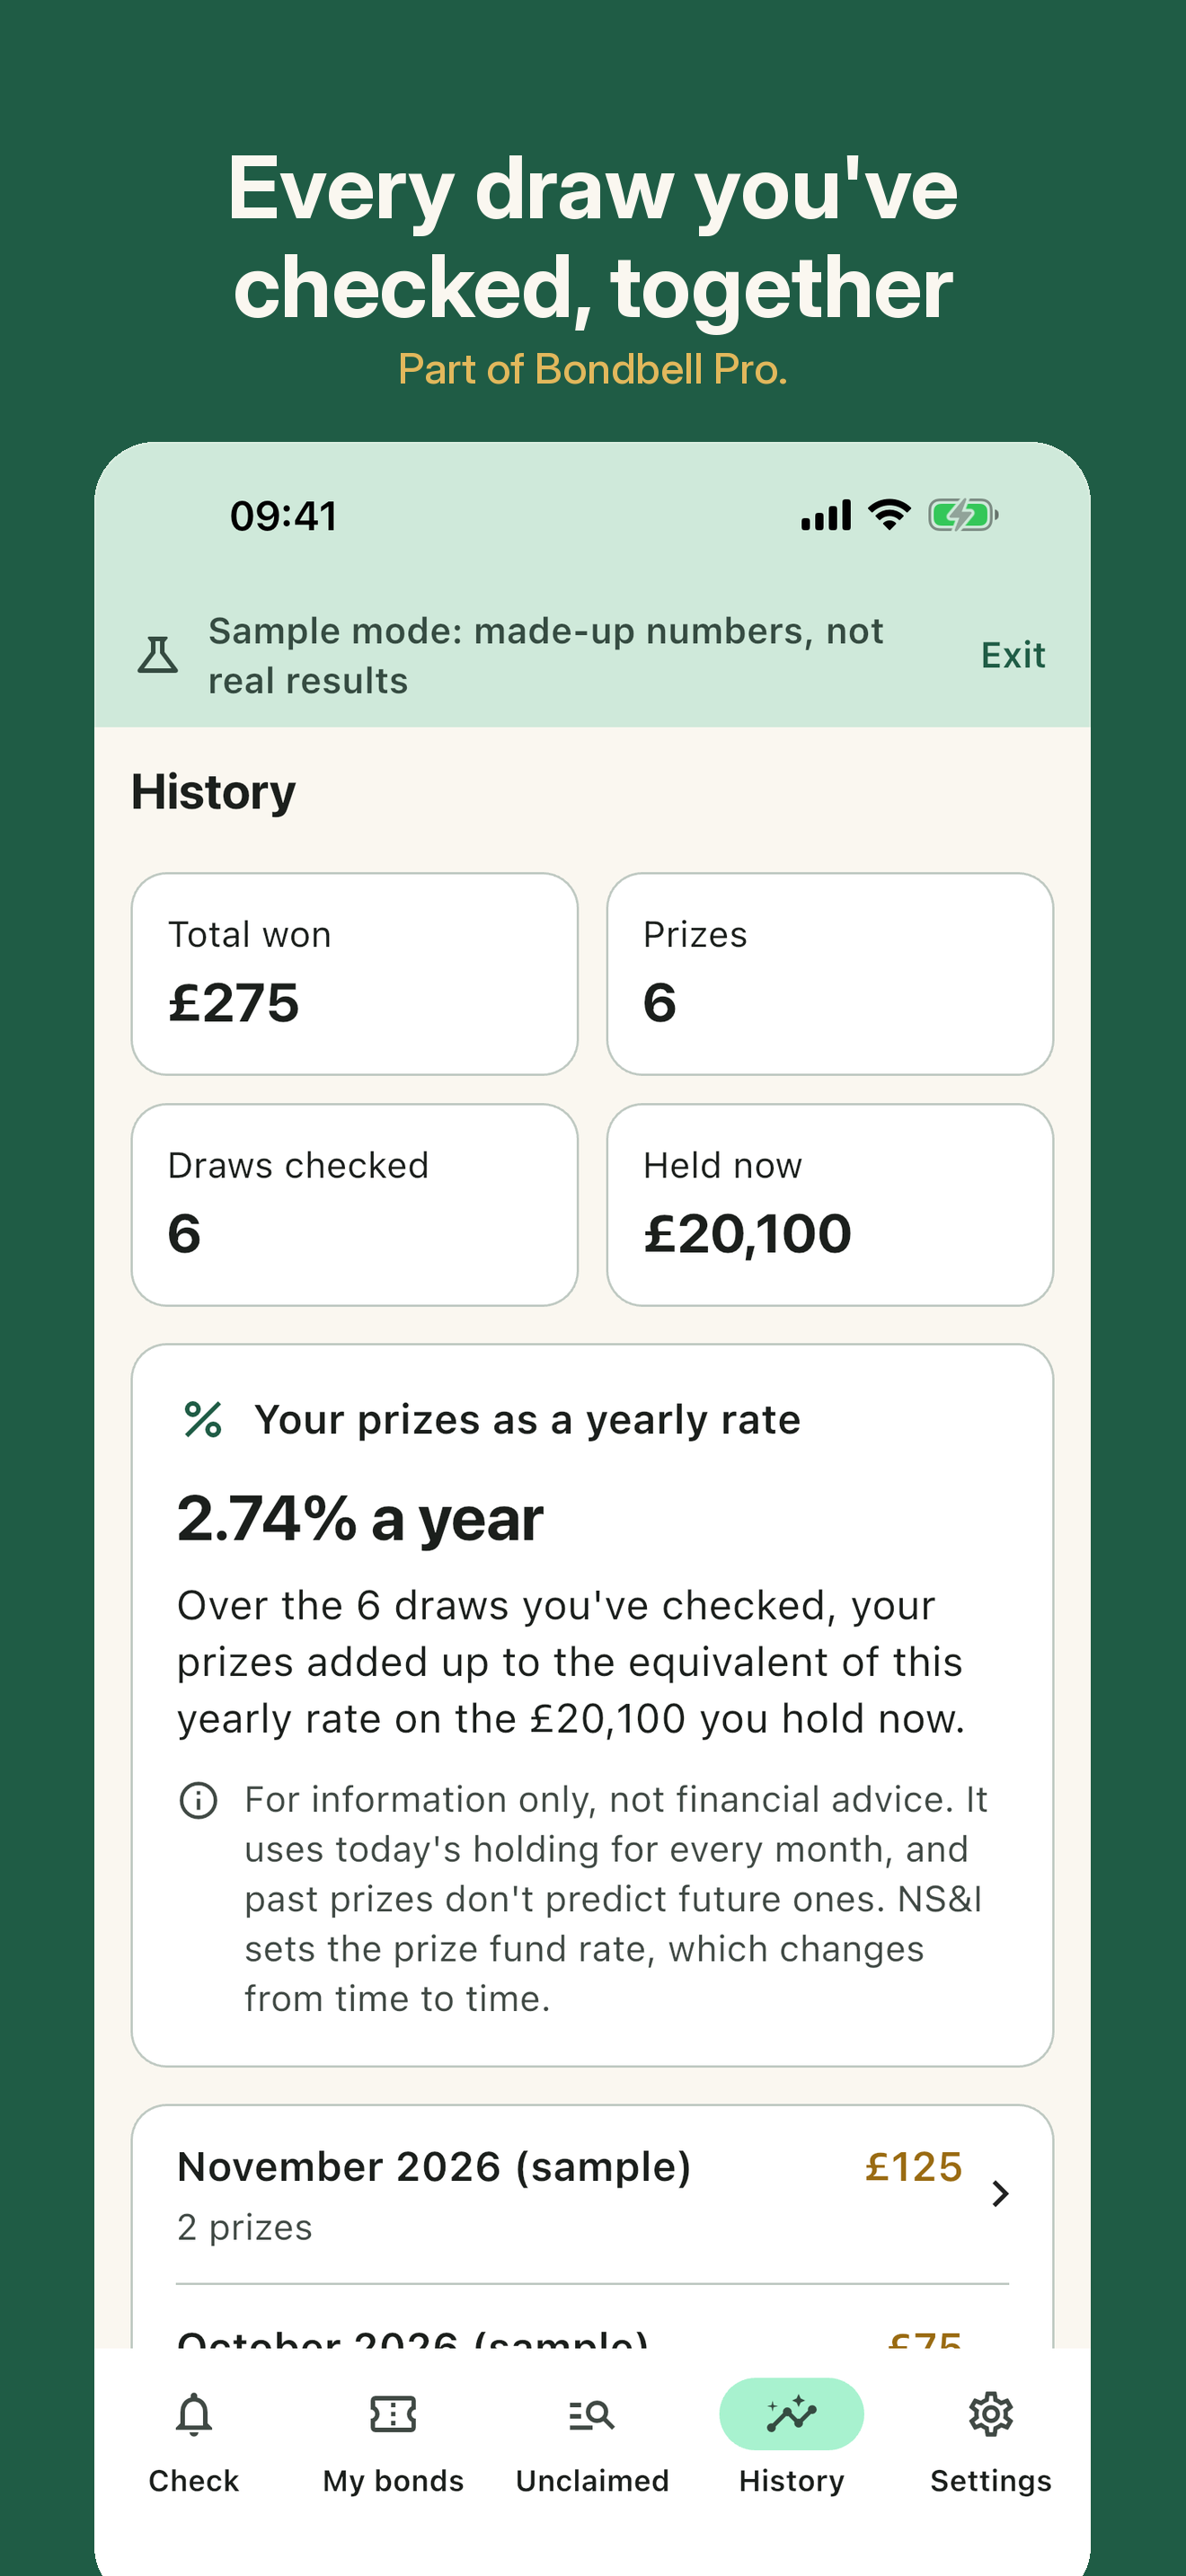 Every draw you've
checked, together
Part of Bondbell Pro.
09:41
Sample mode: made-up numbers, not
real results
Exit
History
Total won
£275
Prizes
6
Draws checked
6
Held now
£20,100
% Your prizes as a yearly rate
2.74% a year
Over the 6 draws you've checked, your
prizes added up to the equivalent of this
yearly rate on the £20,100 you hold now.
For information only, not financial advice. It
uses today's holding for every month, and
past prizes don't predict future ones. NS&I
sets the prize fund rate, which changes
from time to time.
November 2026 (sample)
£125
2 prizes
October 2026 (sample)
£75
Check
My bonds
Unclaimed
History
Settings